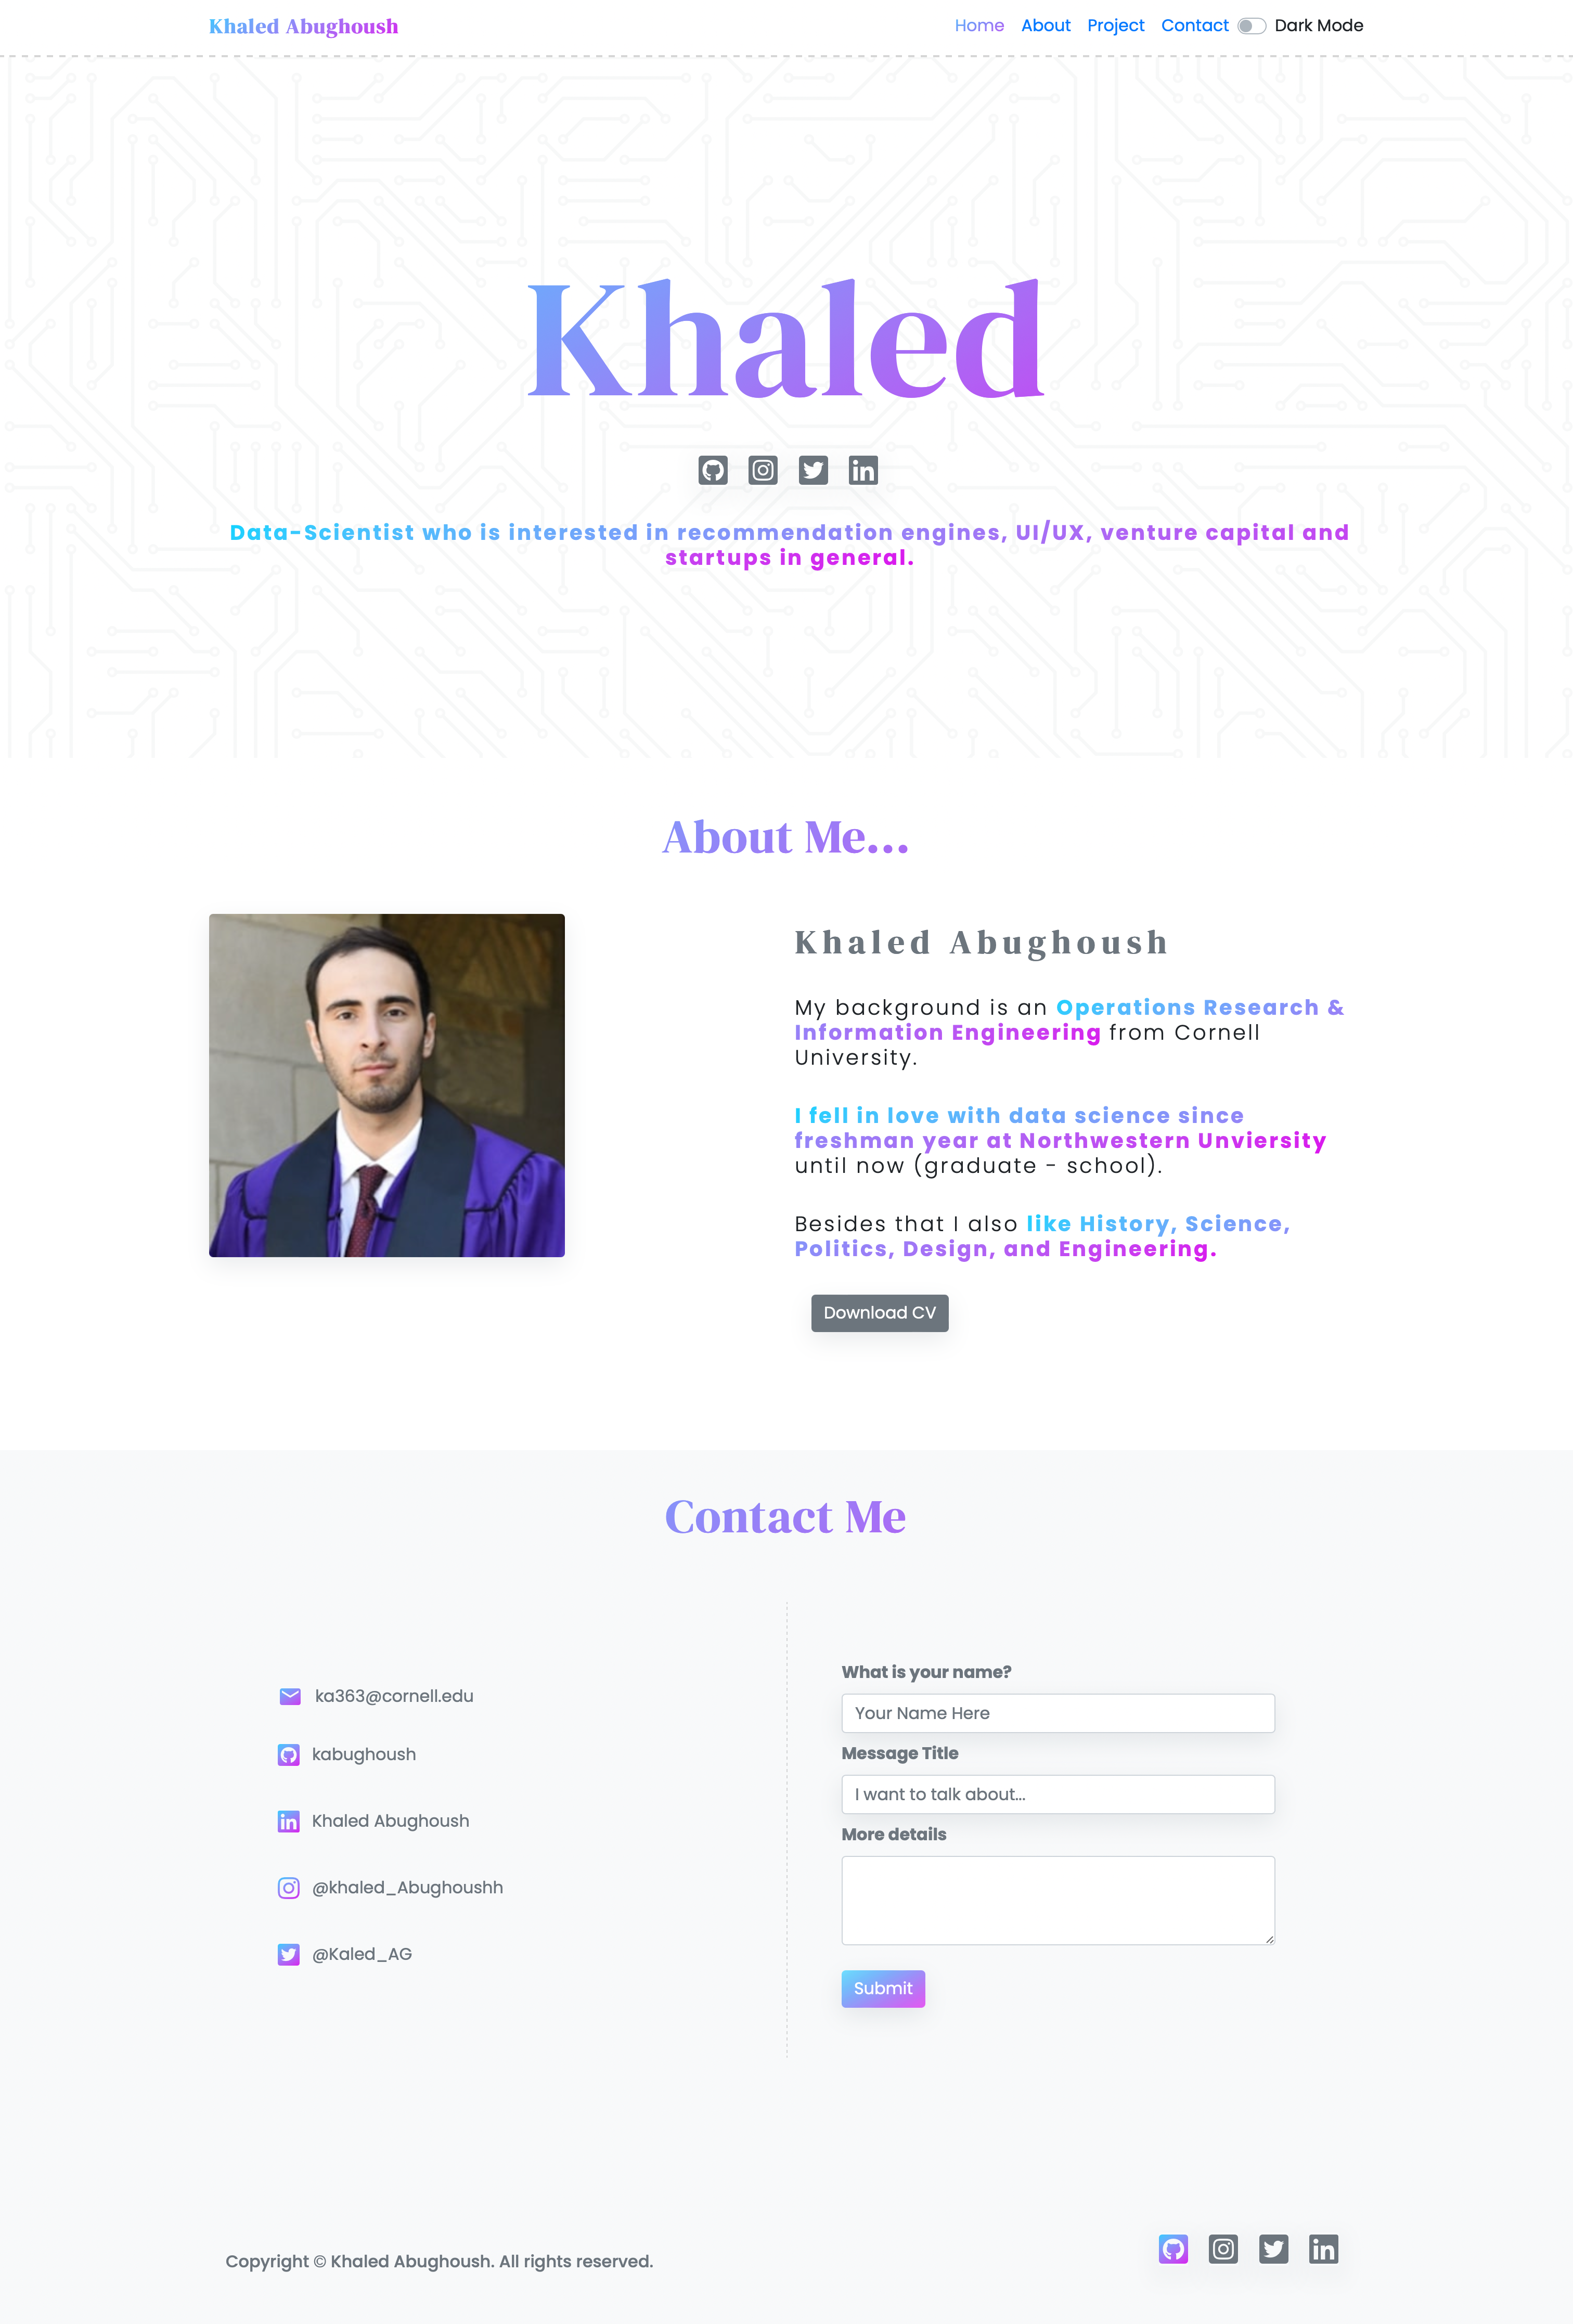 Khaled Abughoush
Home About Project Contact Dark Mode
Khaled
Data-Scientist who is interested in recommendation engines, UI/UX, venture capital and
startups in general.
About Me...
Khaled Abughoush
My background is an Operations Research &
Information Engineering from Cornell
University.
I fell in love with data science since
freshman year at Northwestern Unviersity
until now (graduate - school).
Besides that I also like History, Science,
Politics, Design, and Engineering.
Download CV
Contact Me
ka363@cornell.edu
kabughoush
Khaled Abughoush
@khaled_Abughoushh
@Kaled_AG
What is your name?
Your Name Here
Message Title
I want to talk about...
More details
Submit
Copyright © Khaled Abughoush. All rights reserved.